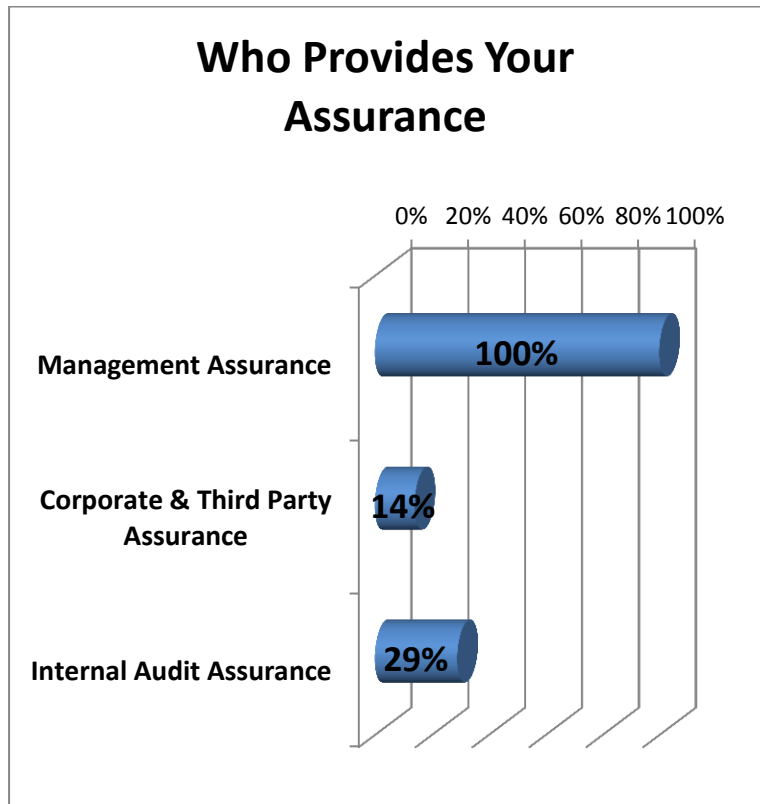 Who Provides Your
Assurance
0% 20% 40% 60% 80% 100%
Management Assurance
100%
Corporate & Third Party
Assurance
14%
Internal Audit Assurance
29%